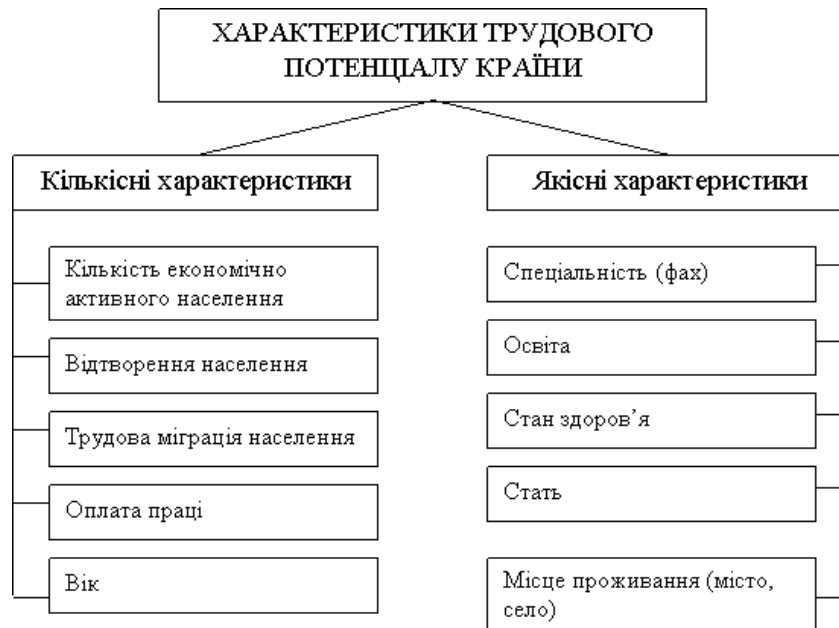 ХАРАКТЕРИСТИКИ ТРУДОВОГО
ПОТЕНЦІАЛУ КРАЇНИ
Кількісні характеристики
Кількість економічно
активного населення
Відтворення населення
Трудова міграція населення
Оплата праці
Вік
Якісні характеристики
Спеціальність (фах)
Освіта
Стан здоров’я
Стать
Місце проживання (місто,
село)